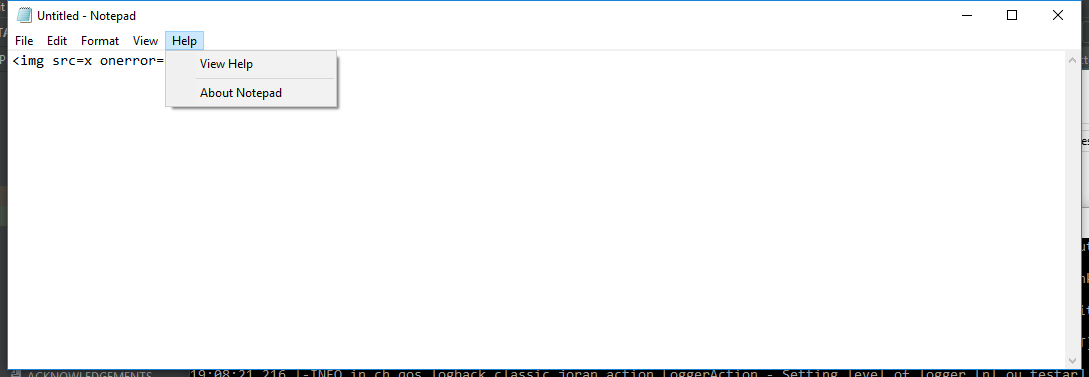 Untitled - Notepad
File Edit Format View Help
<img src=x onerror=
View Help
About Notepad
ACKNOWLEDGEMENTS
19:08:21,216 |-INFO in ch.qos.logback.classic.joran.action.LoggerAction - Setting level of logger [nl.ou.testar